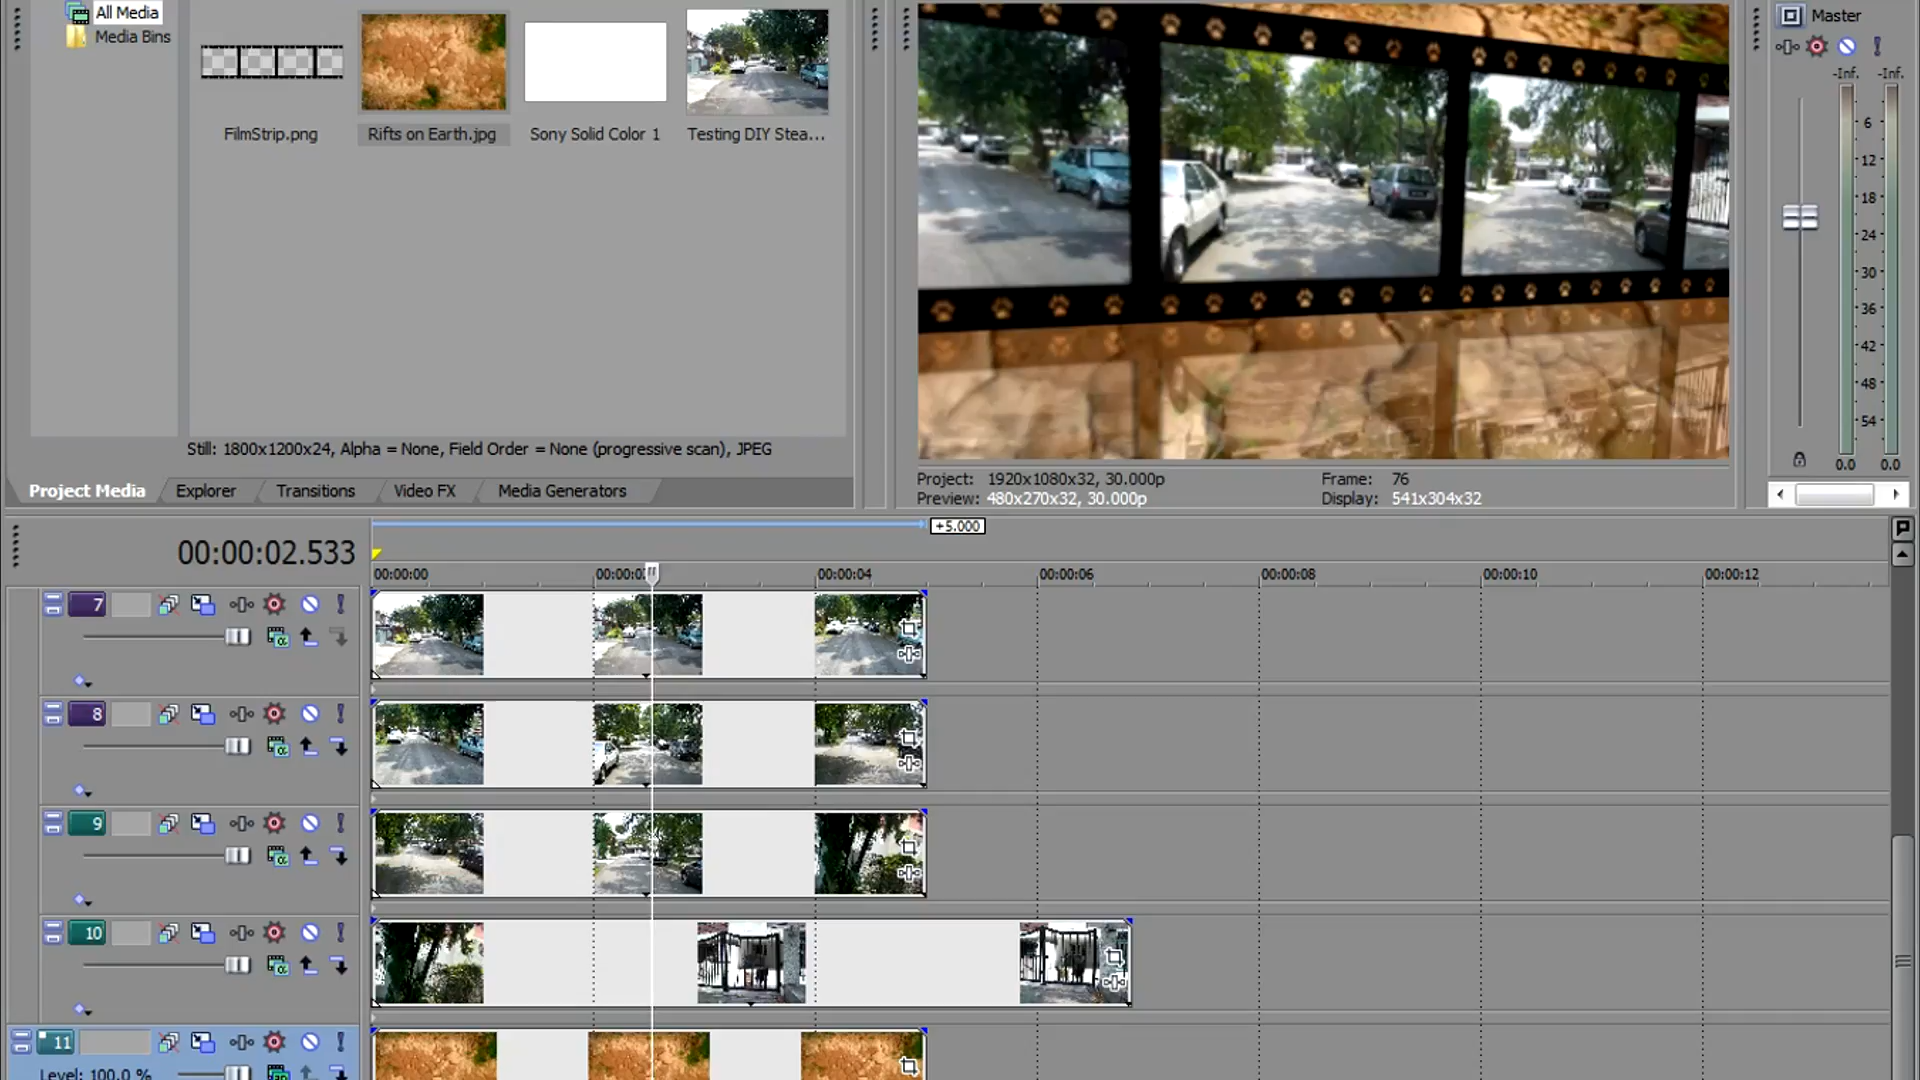 All Media
Media Bins
FilmStrip.png
Rifts on Earth.jpg
Sony Solid Color 1
Testing DIY Stea...
Still: 1800x1200x24, Alpha = None, Field Order = None (progressive scan), JPEG
Project Media
Explorer
Transitions
Video FX
Media Generators
Project: 1920x1080x32, 30.000p
Preview: 480x270x32, 30.000p
Frame: 76
Display: 541x304x32
Master
-Inf. -Inf.
6
12
18
24
30
36
42
48
54
0.0 0.0
+5.000
00:00:02.533
00:00:00
00:00:04
00:00:06
00:00:08
00:00:10
00:00:12
7
8
9
10
11
Level: 100.0 %